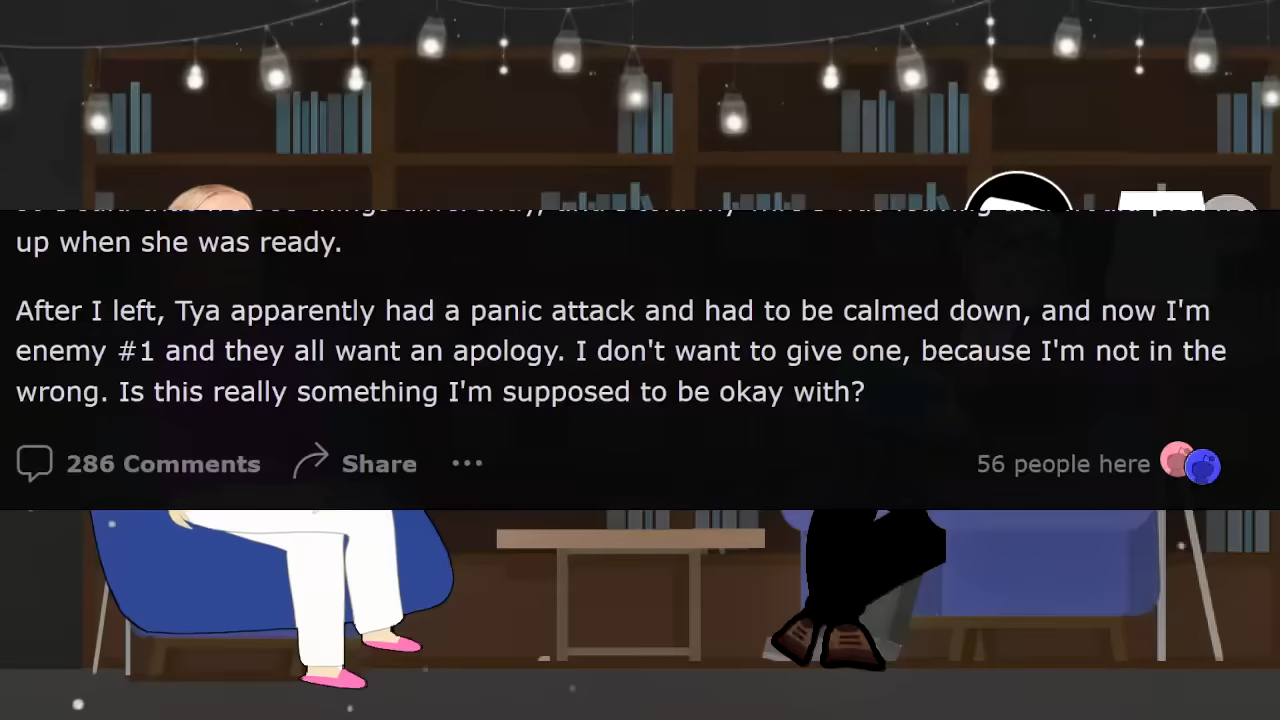 up when she was ready.
After I left, Tya apparently had a panic attack and had to be calmed down, and now I'm
enemy #1 and they all want an apology. I don't want to give one, because I'm not in the
wrong. Is this really something I'm supposed to be okay with?
286 Comments Share ••• 56 people here